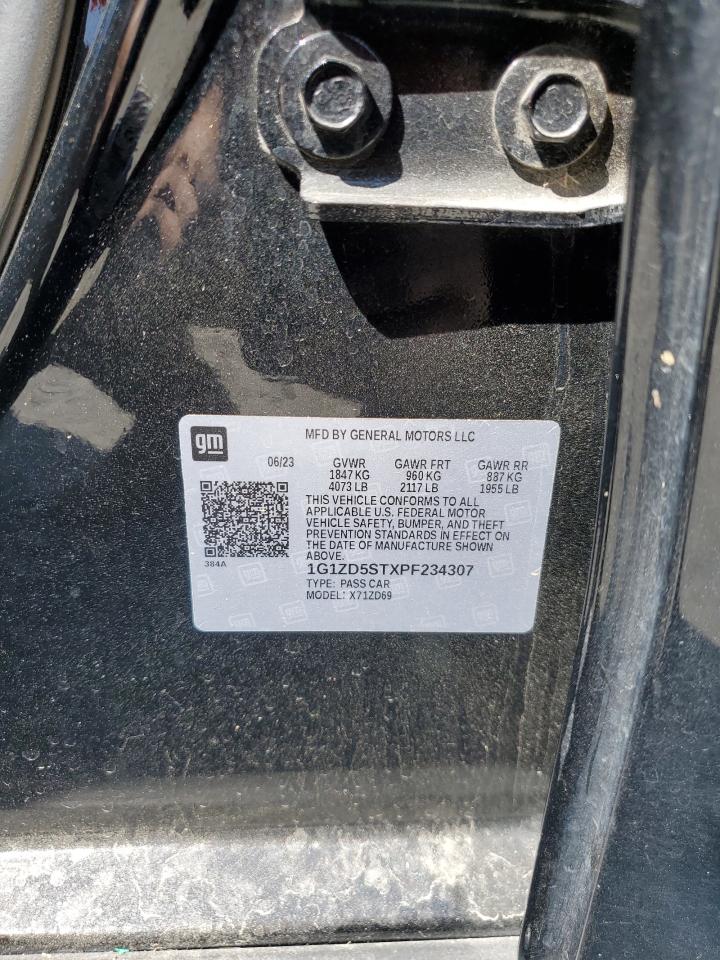 gm
MFD BY GENERAL MOTORS LLC
06/23 GVWR GAWR FRT GAWR RR
1847 KG 960 KG 887 KG
4073 LB 2117 LB 1955 LB
THIS VEHICLE CONFORMS TO ALL
APPLICABLE U.S. FEDERAL MOTOR
VEHICLE SAFETY, BUMPER, AND THEFT
PREVENTION STANDARDS IN EFFECT ON
THE DATE OF MANUFACTURE SHOWN
ABOVE.
384A
1G1ZD5STXPF234307
TYPE: PASS CAR
MODEL: X71ZD69